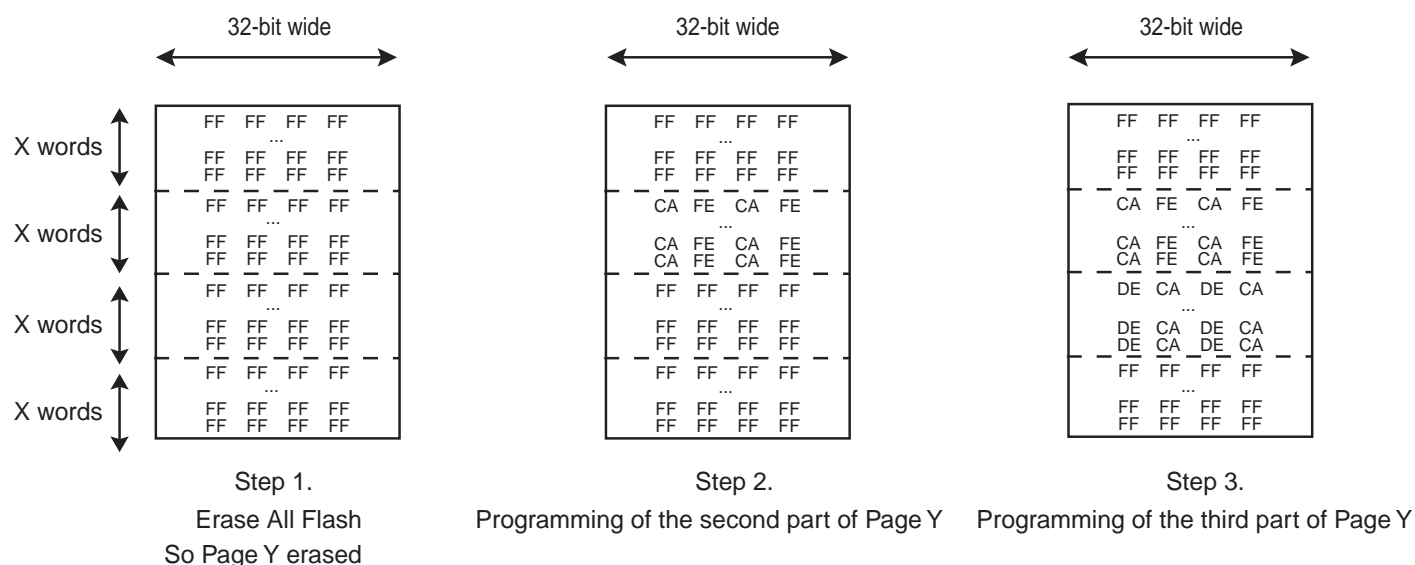 32-bit wide
32-bit wide
32-bit wide
X words
X words
X words
X words
FF FF FF FF
...
FF FF FF FF
FF FF FF FF
FF FF FF FF
...
FF FF FF FF
FF FF FF FF
FF FF FF FF
...
FF FF FF FF
FF FF FF FF
FF FF FF FF
...
FF FF FF FF
FF FF FF FF
Step 1.
Erase All Flash
So Page Y erased
FF FF FF FF
...
FF FF FF FF
FF FF FF FF
CA FE CA FE
...
CA FE CA FE
CA FE CA FE
FF FF FF FF
...
FF FF FF FF
FF FF FF FF
FF FF FF FF
...
FF FF FF FF
FF FF FF FF
Step 2.
Programming of the second part of Page Y
FF FF FF FF
...
FF FF FF FF
FF FF FF FF
CA FE CA FE
...
CA FE CA FE
CA FE CA FE
DE CA DE CA
...
DE CA DE CA
DE CA DE CA
FF FF FF FF
...
FF FF FF FF
FF FF FF FF
Step 3.
Programming of the third part of Page Y